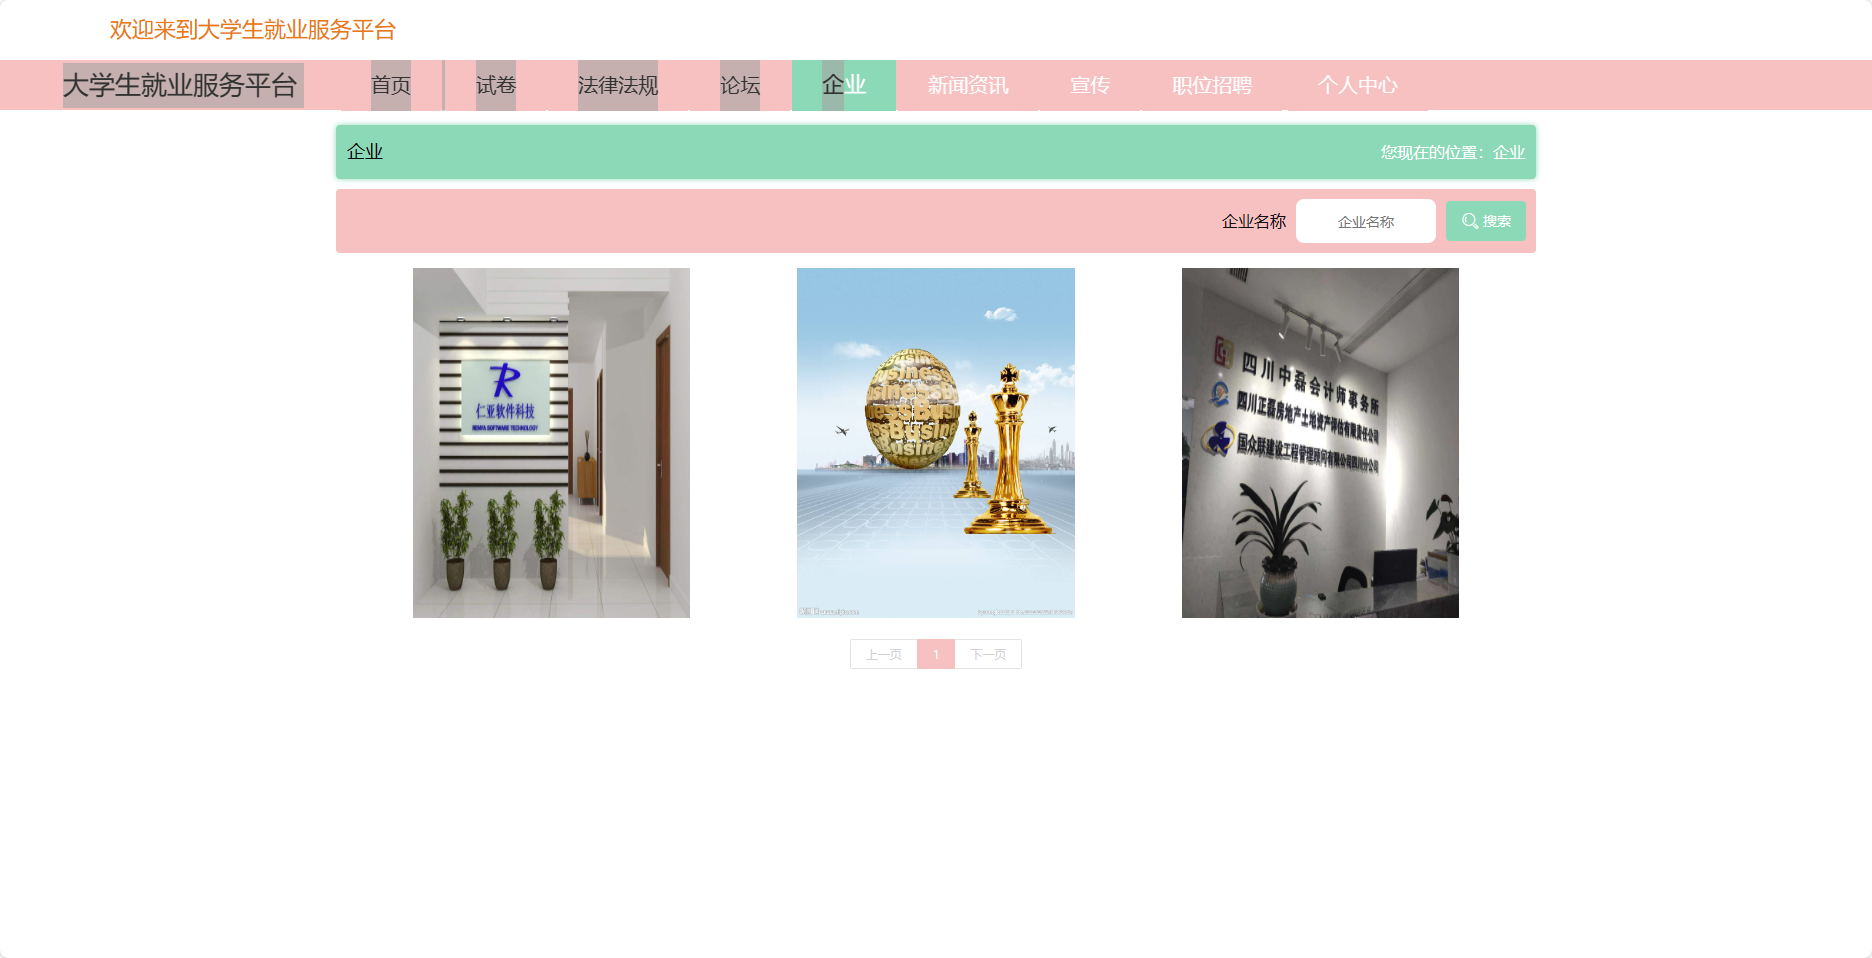 欢迎来到大学生就业服务平台
大学生就业服务平台 首页 试卷 法律法规 论坛 企业 新闻资讯 宣传 职位招聘 个人中心
企业 您现在的位置：企业
企业名称 企业名称 搜索
仁亚软件科技
RENYA SOFTWARE TECHNOLOGY
Business
四川中磊会计师事务所
四川正磊房地产土地资产评估有限责任公司
国众联建设工程管理顾问有限公司四川分公司
上一页 1 下一页